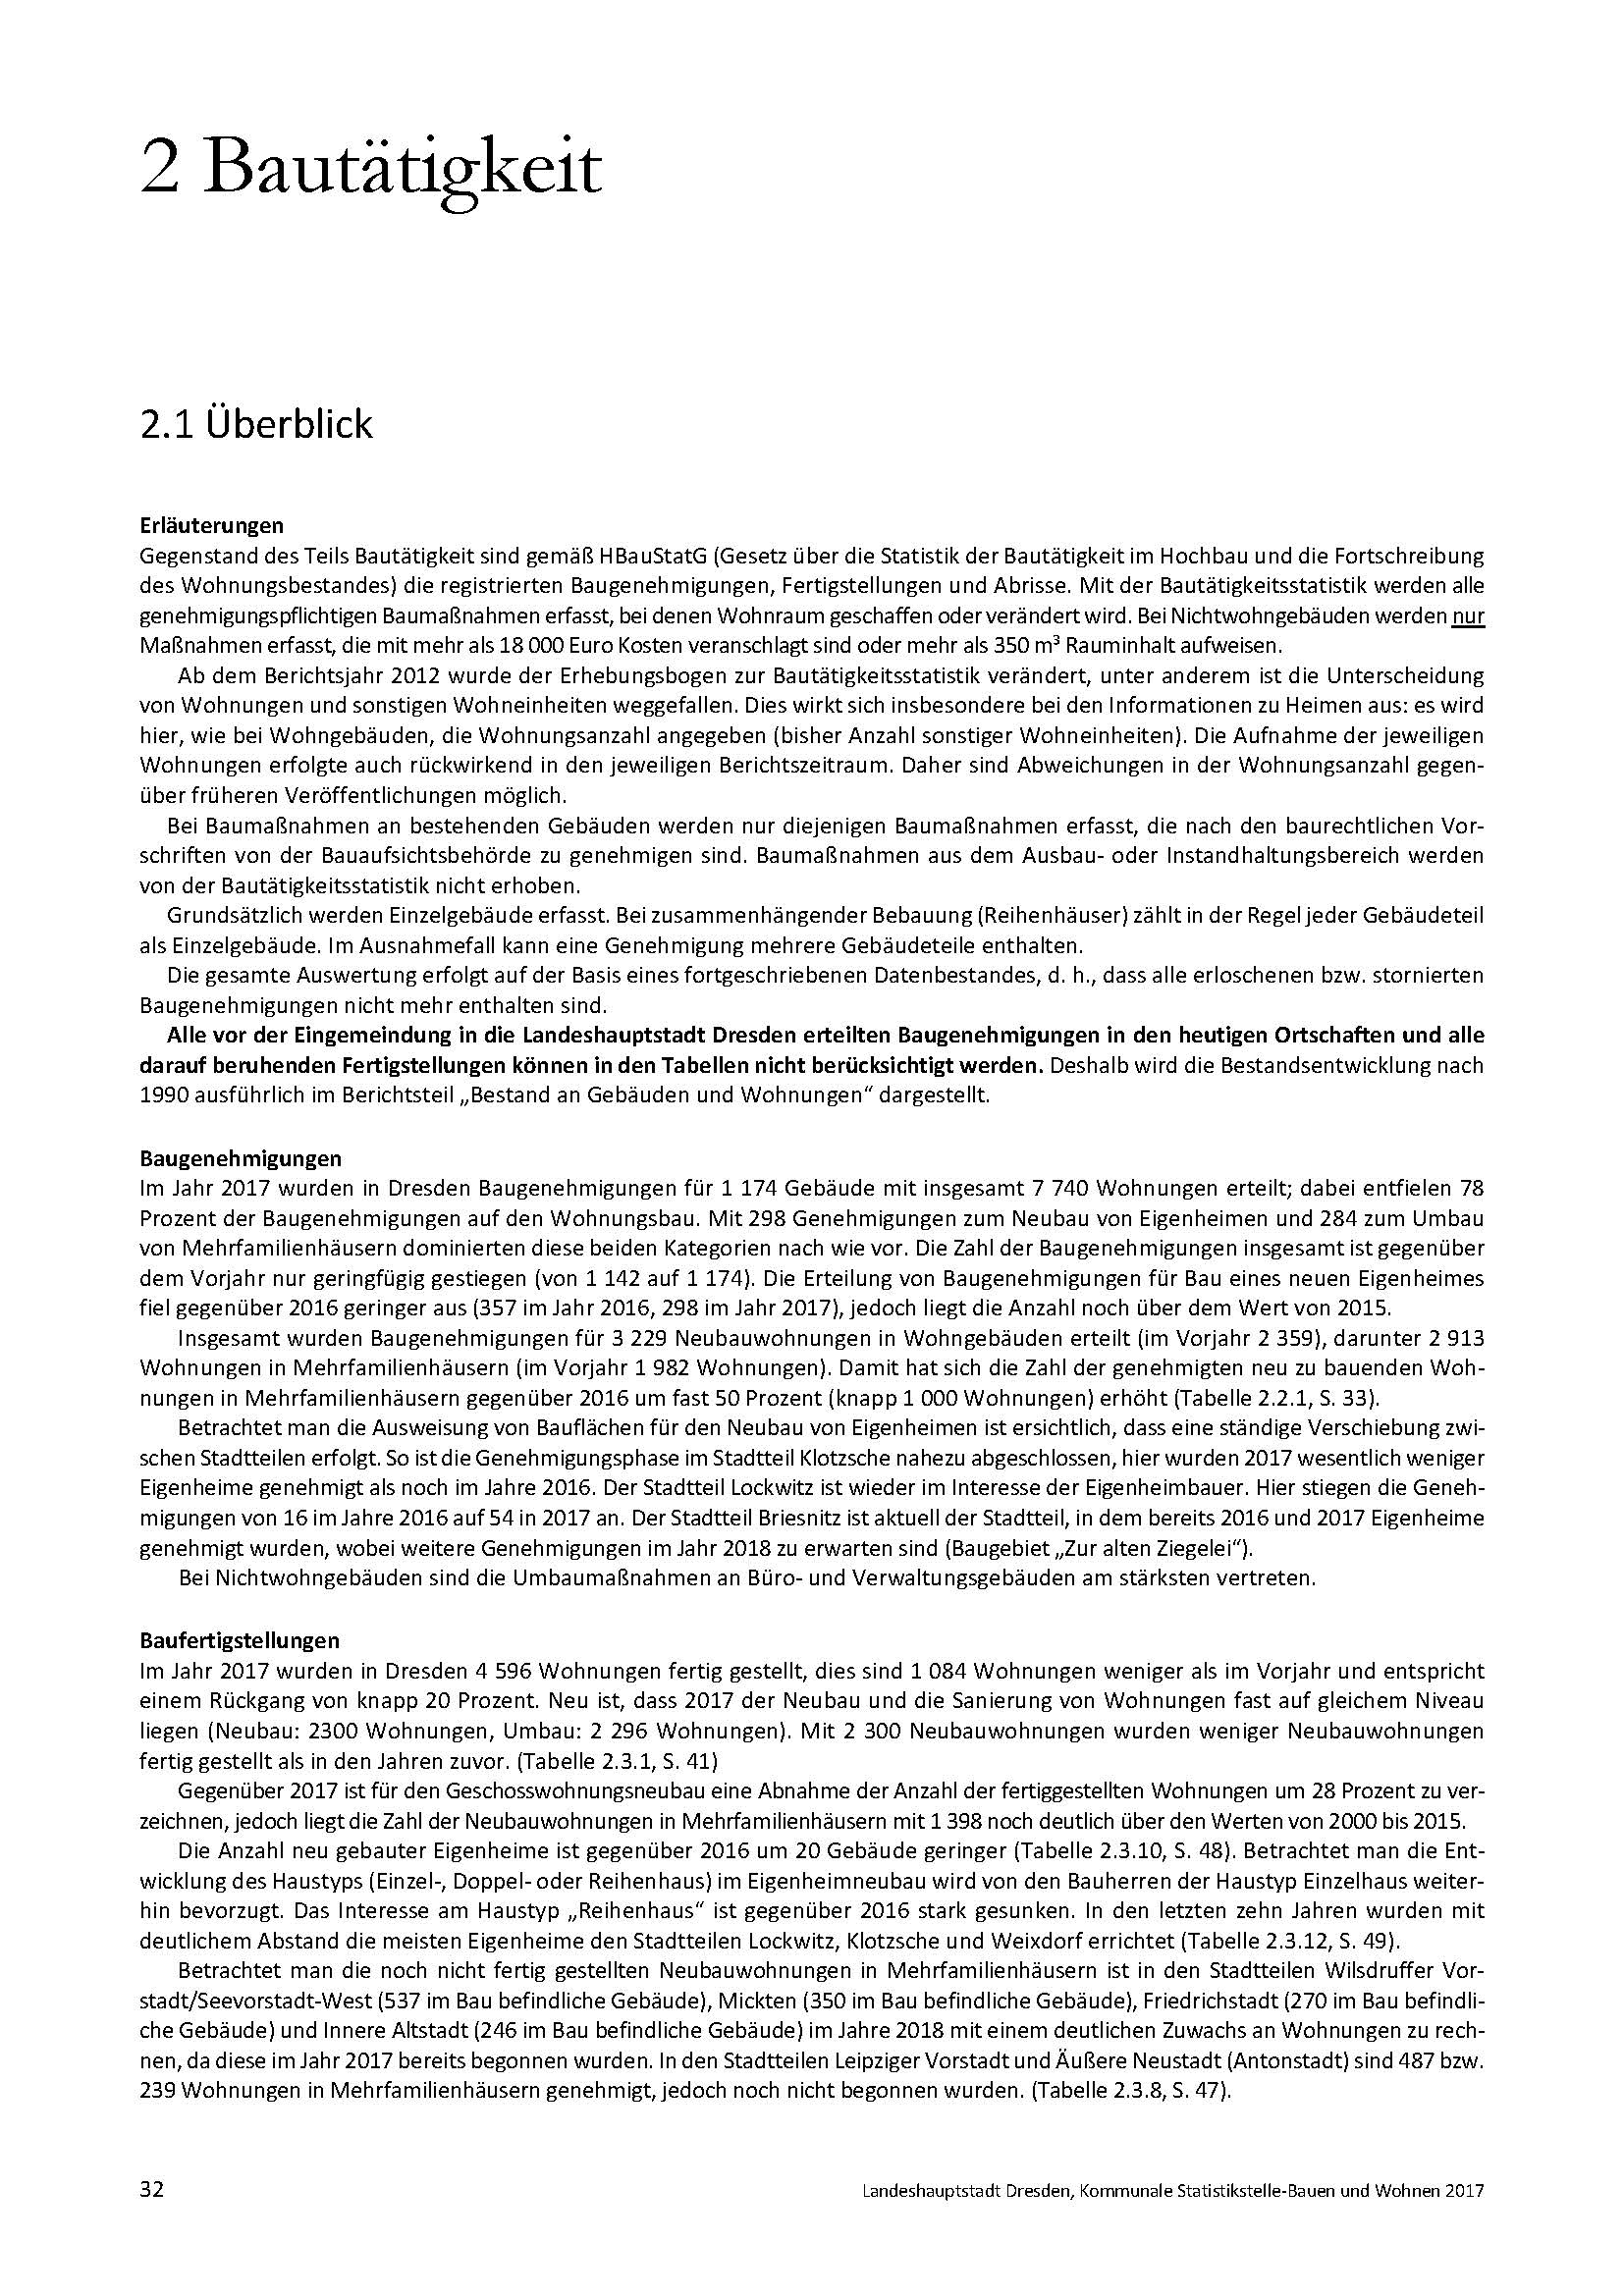 2 Bautätigkeit
2.1 Überblick
Erläuterungen
Gegenstand des Teils Bautätigkeit sind gemäß HBauStatG (Gesetz über die Statistik der Bautätigkeit im Hochbau und die Fortschreibung
des Wohnungsbestandes) die registrierten Baugenehmigungen, Fertigstellungen und Abrisse. Mit der Bautätigkeitsstatistik werden alle
genehmigungspflichtigen Baumaßnahmen erfasst, bei denen Wohnraum geschaffen oder verändert wird. Bei Nichtwohngebäuden werden nur
Maßnahmen erfasst, die mit mehr als 18 000 Euro Kosten veranschlagt sind oder mehr als 350 m³ Rauminhalt aufweisen.
Ab dem Berichtsjahr 2012 wurde der Erhebungsbogen zur Bautätigkeitsstatistik verändert, unter anderem ist die Unterscheidung
von Wohnungen und sonstigen Wohneinheiten weggefallen. Dies wirkt sich insbesondere bei den Informationen zu Heimen aus: es wird
hier, wie bei Wohngebäuden, die Wohnungsanzahl angegeben (bisher Anzahl sonstiger Wohneinheiten). Die Aufnahme der jeweiligen
Wohnungen erfolgte auch rückwirkend in den jeweiligen Berichtszeitraum. Daher sind Abweichungen in der Wohnungsanzahl gegen-
über früheren Veröffentlichungen möglich.
Bei Baumaßnahmen an bestehenden Gebäuden werden nur diejenigen Baumaßnahmen erfasst, die nach den baurechtlichen Vor-
schriften von der Bauaufsichtsbehörde zu genehmigen sind. Baumaßnahmen aus dem Ausbau- oder Instandhaltungsbereich werden
von der Bautätigkeitsstatistik nicht erhoben.
Grundsätzlich werden Einzelgebäude erfasst. Bei zusammenhängender Bebauung (Reihenhäuser) zählt in der Regel jeder Gebäudeteil
als Einzelgebäude. Im Ausnahmefall kann eine Genehmigung mehrere Gebäudeteile enthalten.
Die gesamte Auswertung erfolgt auf der Basis eines fortgeschriebenen Datenbestandes, d. h., dass alle erloschenen bzw. stornierten
Baugenehmigungen nicht mehr enthalten sind.
Alle vor der Eingemeindung in die Landeshauptstadt Dresden erteilten Baugenehmigungen in den heutigen Ortschaften und alle
darauf beruhenden Fertigstellungen können in den Tabellen nicht berücksichtigt werden. Deshalb wird die Bestandsentwicklung nach
1990 ausführlich im Berichtsteil „Bestand an Gebäuden und Wohnungen“ dargestellt.
Baugenehmigungen
Im Jahr 2017 wurden in Dresden Baugenehmigungen für 1 174 Gebäude mit insgesamt 7 740 Wohnungen erteilt; dabei entfielen 78
Prozent der Baugenehmigungen auf den Wohnungsbau. Mit 298 Genehmigungen zum Neubau von Eigenheimen und 284 zum Umbau
von Mehrfamilienhäusern dominierten diese beiden Kategorien nach wie vor. Die Zahl der Baugenehmigungen insgesamt ist gegenüber
dem Vorjahr nur geringfügig gestiegen (von 1 142 auf 1 174). Die Erteilung von Baugenehmigungen für Bau eines neuen Eigenheimes
fiel gegenüber 2016 geringer aus (357 im Jahr 2016, 298 im Jahr 2017), jedoch liegt die Anzahl noch über dem Wert von 2015.
Insgesamt wurden Baugenehmigungen für 3 229 Neubauwohnungen in Wohngebäuden erteilt (im Vorjahr 2 359), darunter 2 913
Wohnungen in Mehrfamilienhäusern (im Vorjahr 1 982 Wohnungen). Damit hat sich die Zahl der genehmigten neu zu bauenden Woh-
nungen in Mehrfamilienhäusern gegenüber 2016 um fast 50 Prozent (knapp 1 000 Wohnungen) erhöht (Tabelle 2.2.1, S. 33).
Betrachtet man die Ausweisung von Bauflächen für den Neubau von Eigenheimen ist ersichtlich, dass eine ständige Verschiebung zwi-
schen Stadtteilen erfolgt. So ist die Genehmigungsphase im Stadtteil Klotzsche nahezu abgeschlossen, hier wurden 2017 wesentlich weniger
Eigenheime genehmigt als noch im Jahre 2016. Der Stadtteil Lockwitz ist wieder im Interesse der Eigenheimbauer. Hier stiegen die Geneh-
migungen von 16 im Jahre 2016 auf 54 in 2017 an. Der Stadtteil Briesnitz ist aktuell der Stadtteil, in dem bereits 2016 und 2017 Eigenheime
genehmigt wurden, wobei weitere Genehmigungen im Jahr 2018 zu erwarten sind (Baugebiet „Zur alten Ziegelei“).
Bei Nichtwohngebäuden sind die Umbaumaßnahmen an Büro- und Verwaltungsgebäuden am stärksten vertreten.
Baufertigstellungen
Im Jahr 2017 wurden in Dresden 4 596 Wohnungen fertig gestellt, dies sind 1 084 Wohnungen weniger als im Vorjahr und entspricht
einem Rückgang von knapp 20 Prozent. Neu ist, dass 2017 der Neubau und die Sanierung von Wohnungen fast auf gleichem Niveau
liegen (Neubau: 2300 Wohnungen, Umbau: 2 296 Wohnungen). Mit 2 300 Neubauwohnungen wurden weniger Neubauwohnungen
fertig gestellt als in den Jahren zuvor. (Tabelle 2.3.1, S. 41)
Gegenüber 2017 ist für den Geschosswohnungsneubau eine Abnahme der Anzahl der fertiggestellten Wohnungen um 28 Prozent zu ver-
zeichnen, jedoch liegt die Zahl der Neubauwohnungen in Mehrfamilienhäusern mit 1 398 noch deutlich über den Werten von 2000 bis 2015.
Die Anzahl neu gebauter Eigenheime ist gegenüber 2016 um 20 Gebäude geringer (Tabelle 2.3.10, S. 48). Betrachtet man die Ent-
wicklung des Haustyps (Einzel-, Doppel- oder Reihenhaus) im Eigenheimneubau wird von den Bauherren der Haustyp Einzelhaus weiter-
hin bevorzugt. Das Interesse am Haustyp „Reihenhaus“ ist gegenüber 2016 stark gesunken. In den letzten zehn Jahren wurden mit
deutlichem Abstand die meisten Eigenheime den Stadtteilen Lockwitz, Klotzsche und Weixdorf errichtet (Tabelle 2.3.12, S. 49).
Betrachtet man die noch nicht fertig gestellten Neubauwohnungen in Mehrfamilienhäusern ist in den Stadtteilen Wilsdruffer Vor-
stadt/Seevorstadt-West (537 im Bau befindliche Gebäude), Mickten (350 im Bau befindliche Gebäude), Friedrichstadt (270 im Bau befindli-
che Gebäude) und Innere Altstadt (246 im Bau befindliche Gebäude) im Jahre 2018 mit einem deutlichen Zuwachs an Wohnungen zu rech-
nen, da diese im Jahr 2017 bereits begonnen wurden. In den Stadtteilen Leipziger Vorstadt und Äußere Neustadt (Antonstadt) sind 487 bzw.
239 Wohnungen in Mehrfamilienhäusern genehmigt, jedoch noch nicht begonnen wurden. (Tabelle 2.3.8, S. 47).
32
Landeshauptstadt Dresden, Kommunale Statistikstelle-Bauen und Wohnen 2017